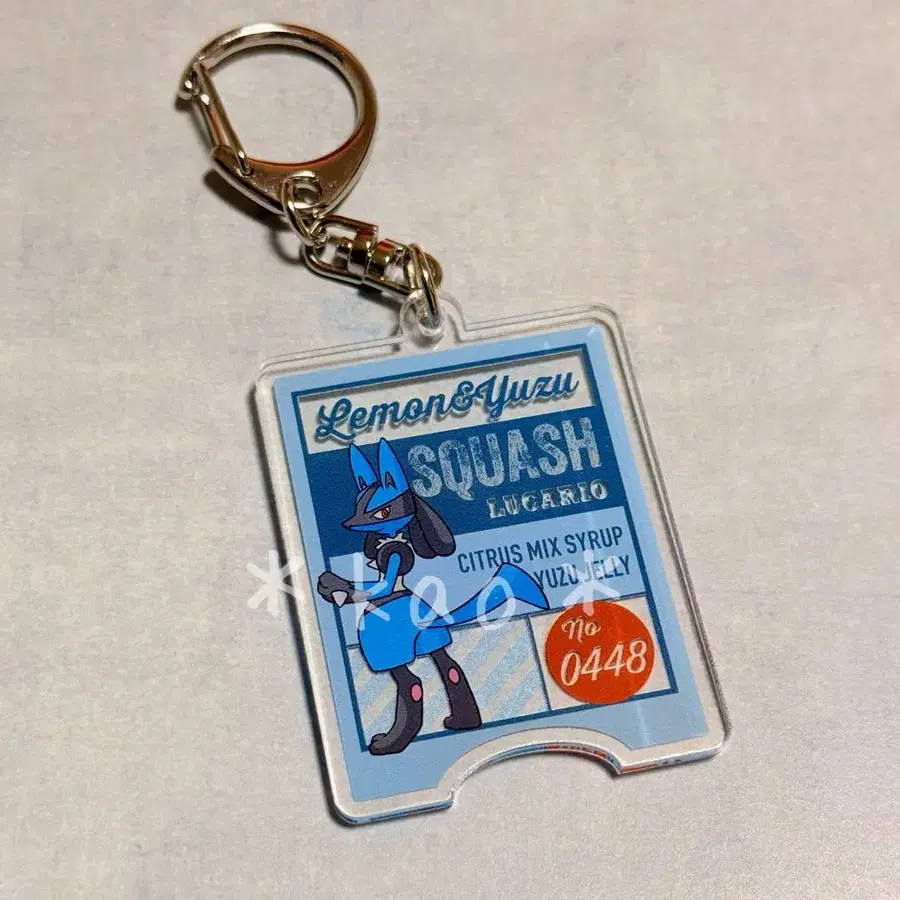 Lemon&Yuzu
SQUASH
LUCARIO
CITRUS MIX SYRUP
YUZU JELLY
* kao *
No
0448